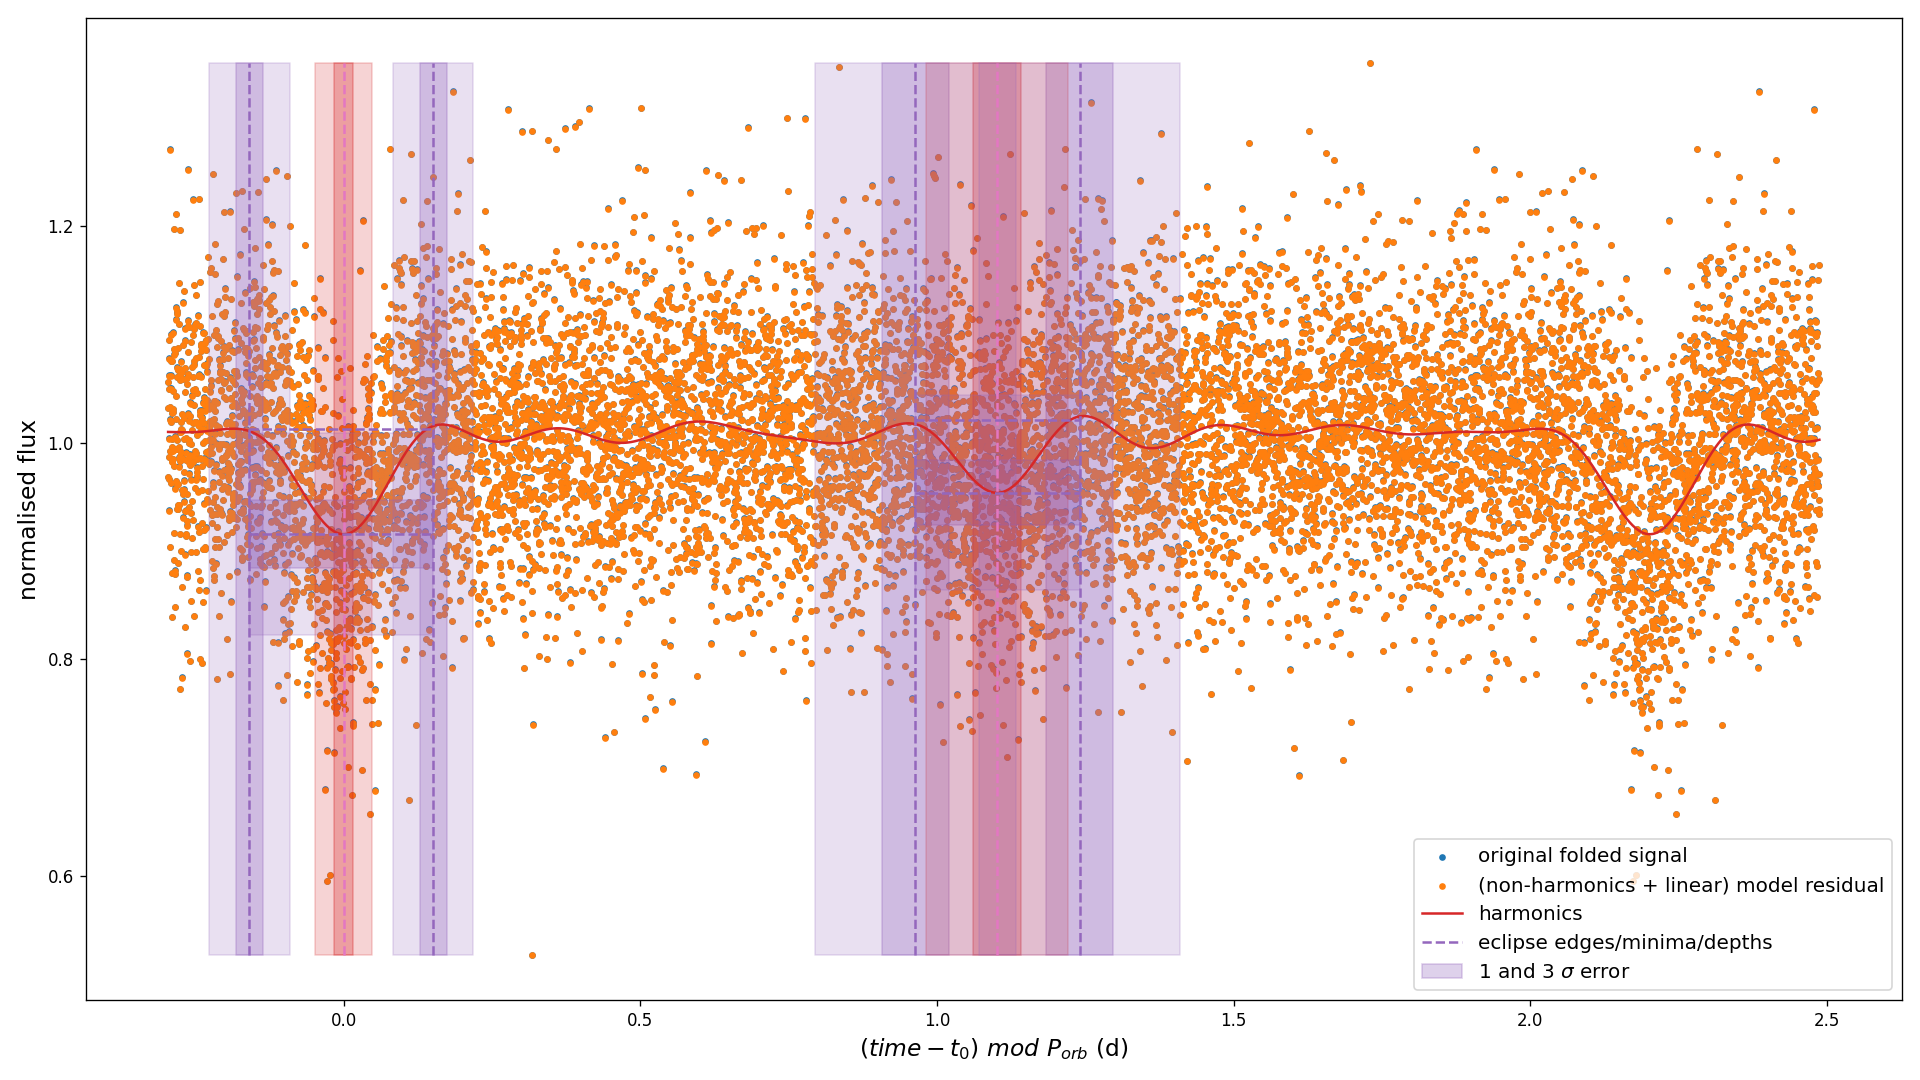 normalised flux
1.2
1.0
0.8
0.6
0.0
0.5
1.0
1.5
2.0
2.5
(time − t₀) mod Pₒᵣb (d)
original folded signal
(non-harmonics + linear) model residual
harmonics
eclipse edges/minima/depths
1 and 3 σ error